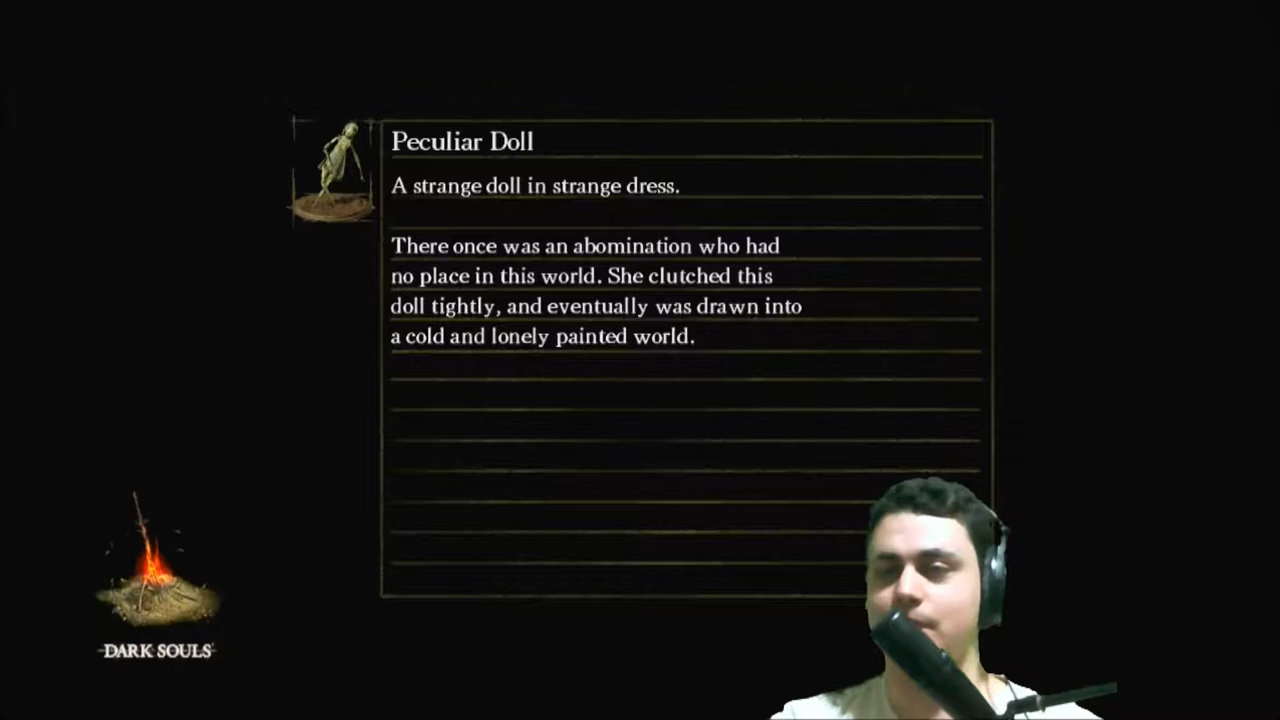 Peculiar Doll
A strange doll in strange dress.
There once was an abomination who had
no place in this world. She clutched this
doll tightly, and eventually was drawn into
a cold and lonely painted world.
DARK SOULS